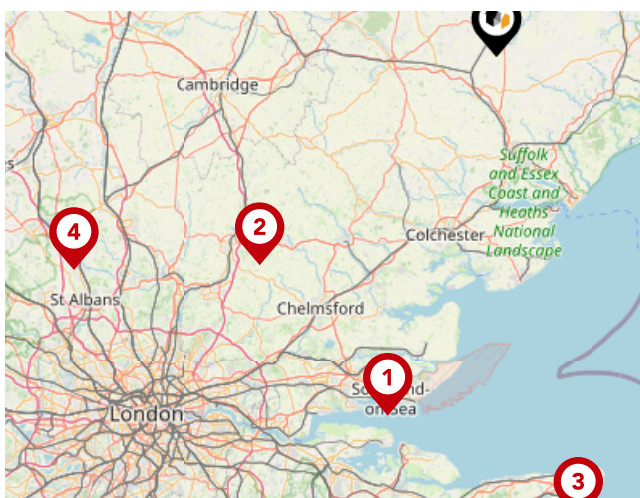 Cambridge
es
Suffolk
and Essex
Coast and
Heaths
National
Landscape
2
4
Colchester
St Albans
Chelmsford
1
on-Sea
London
3